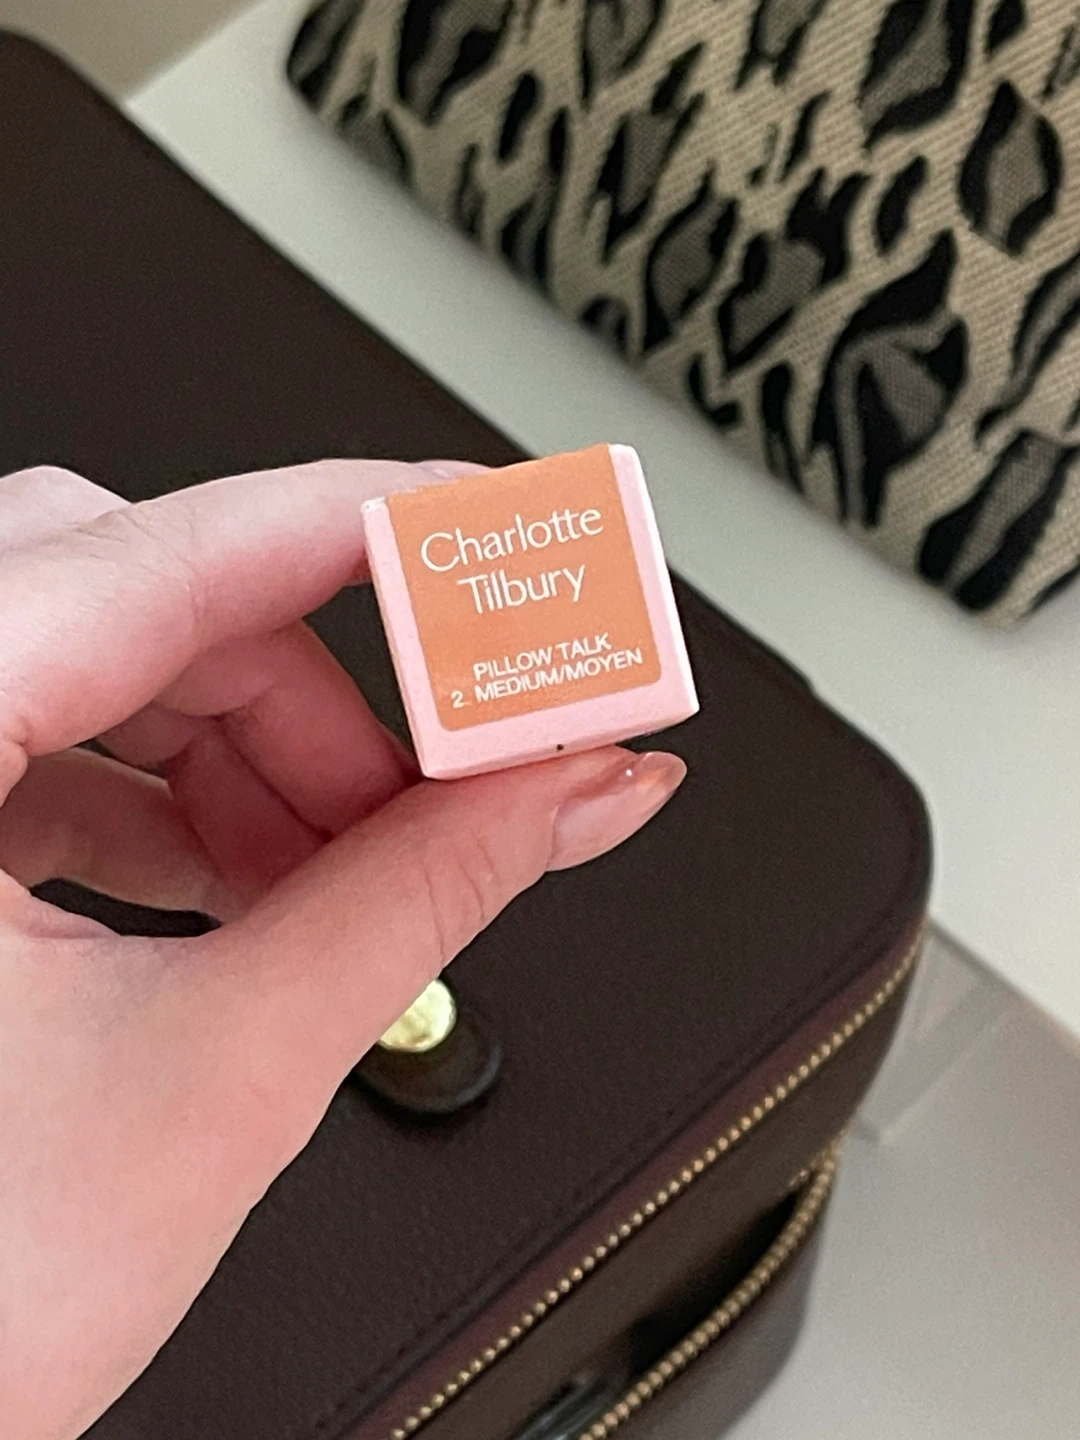 Charlotte
Tilbury
PILLOW TALK
2. MEDIUM/MOYEN